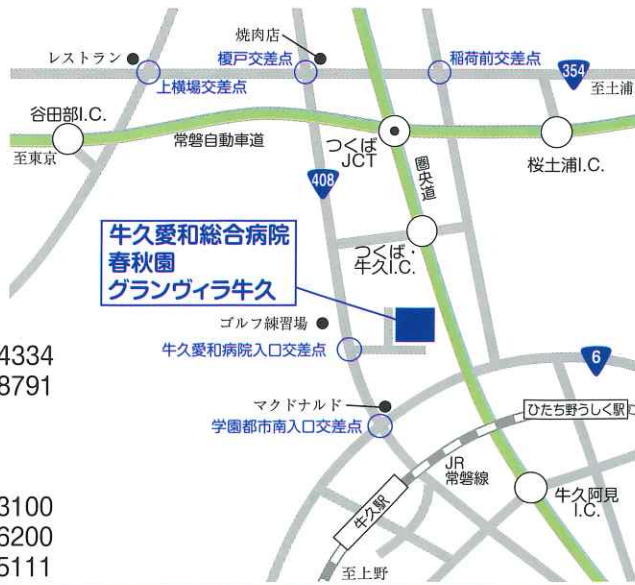 焼肉店
レストラン
榎戸交差点
稲荷前交差点
354
上横場交差点
至土浦
谷田部I.C.
常磐自動車道
つくば
JCT
桜土浦I.C.
至東京
圏央道
408
牛久愛和総合病院
春秋園
グランヴィラ牛久
つくば・
牛久I.C.
ゴルフ練習場
4334
牛久愛和病院入口交差点
8791
6
マクドナルド
ひたち野うしく駅
学園都市南入口交差点
JR
常磐線
牛久阿見
I.C.
3100
牛久駅
6200
5111
至上野